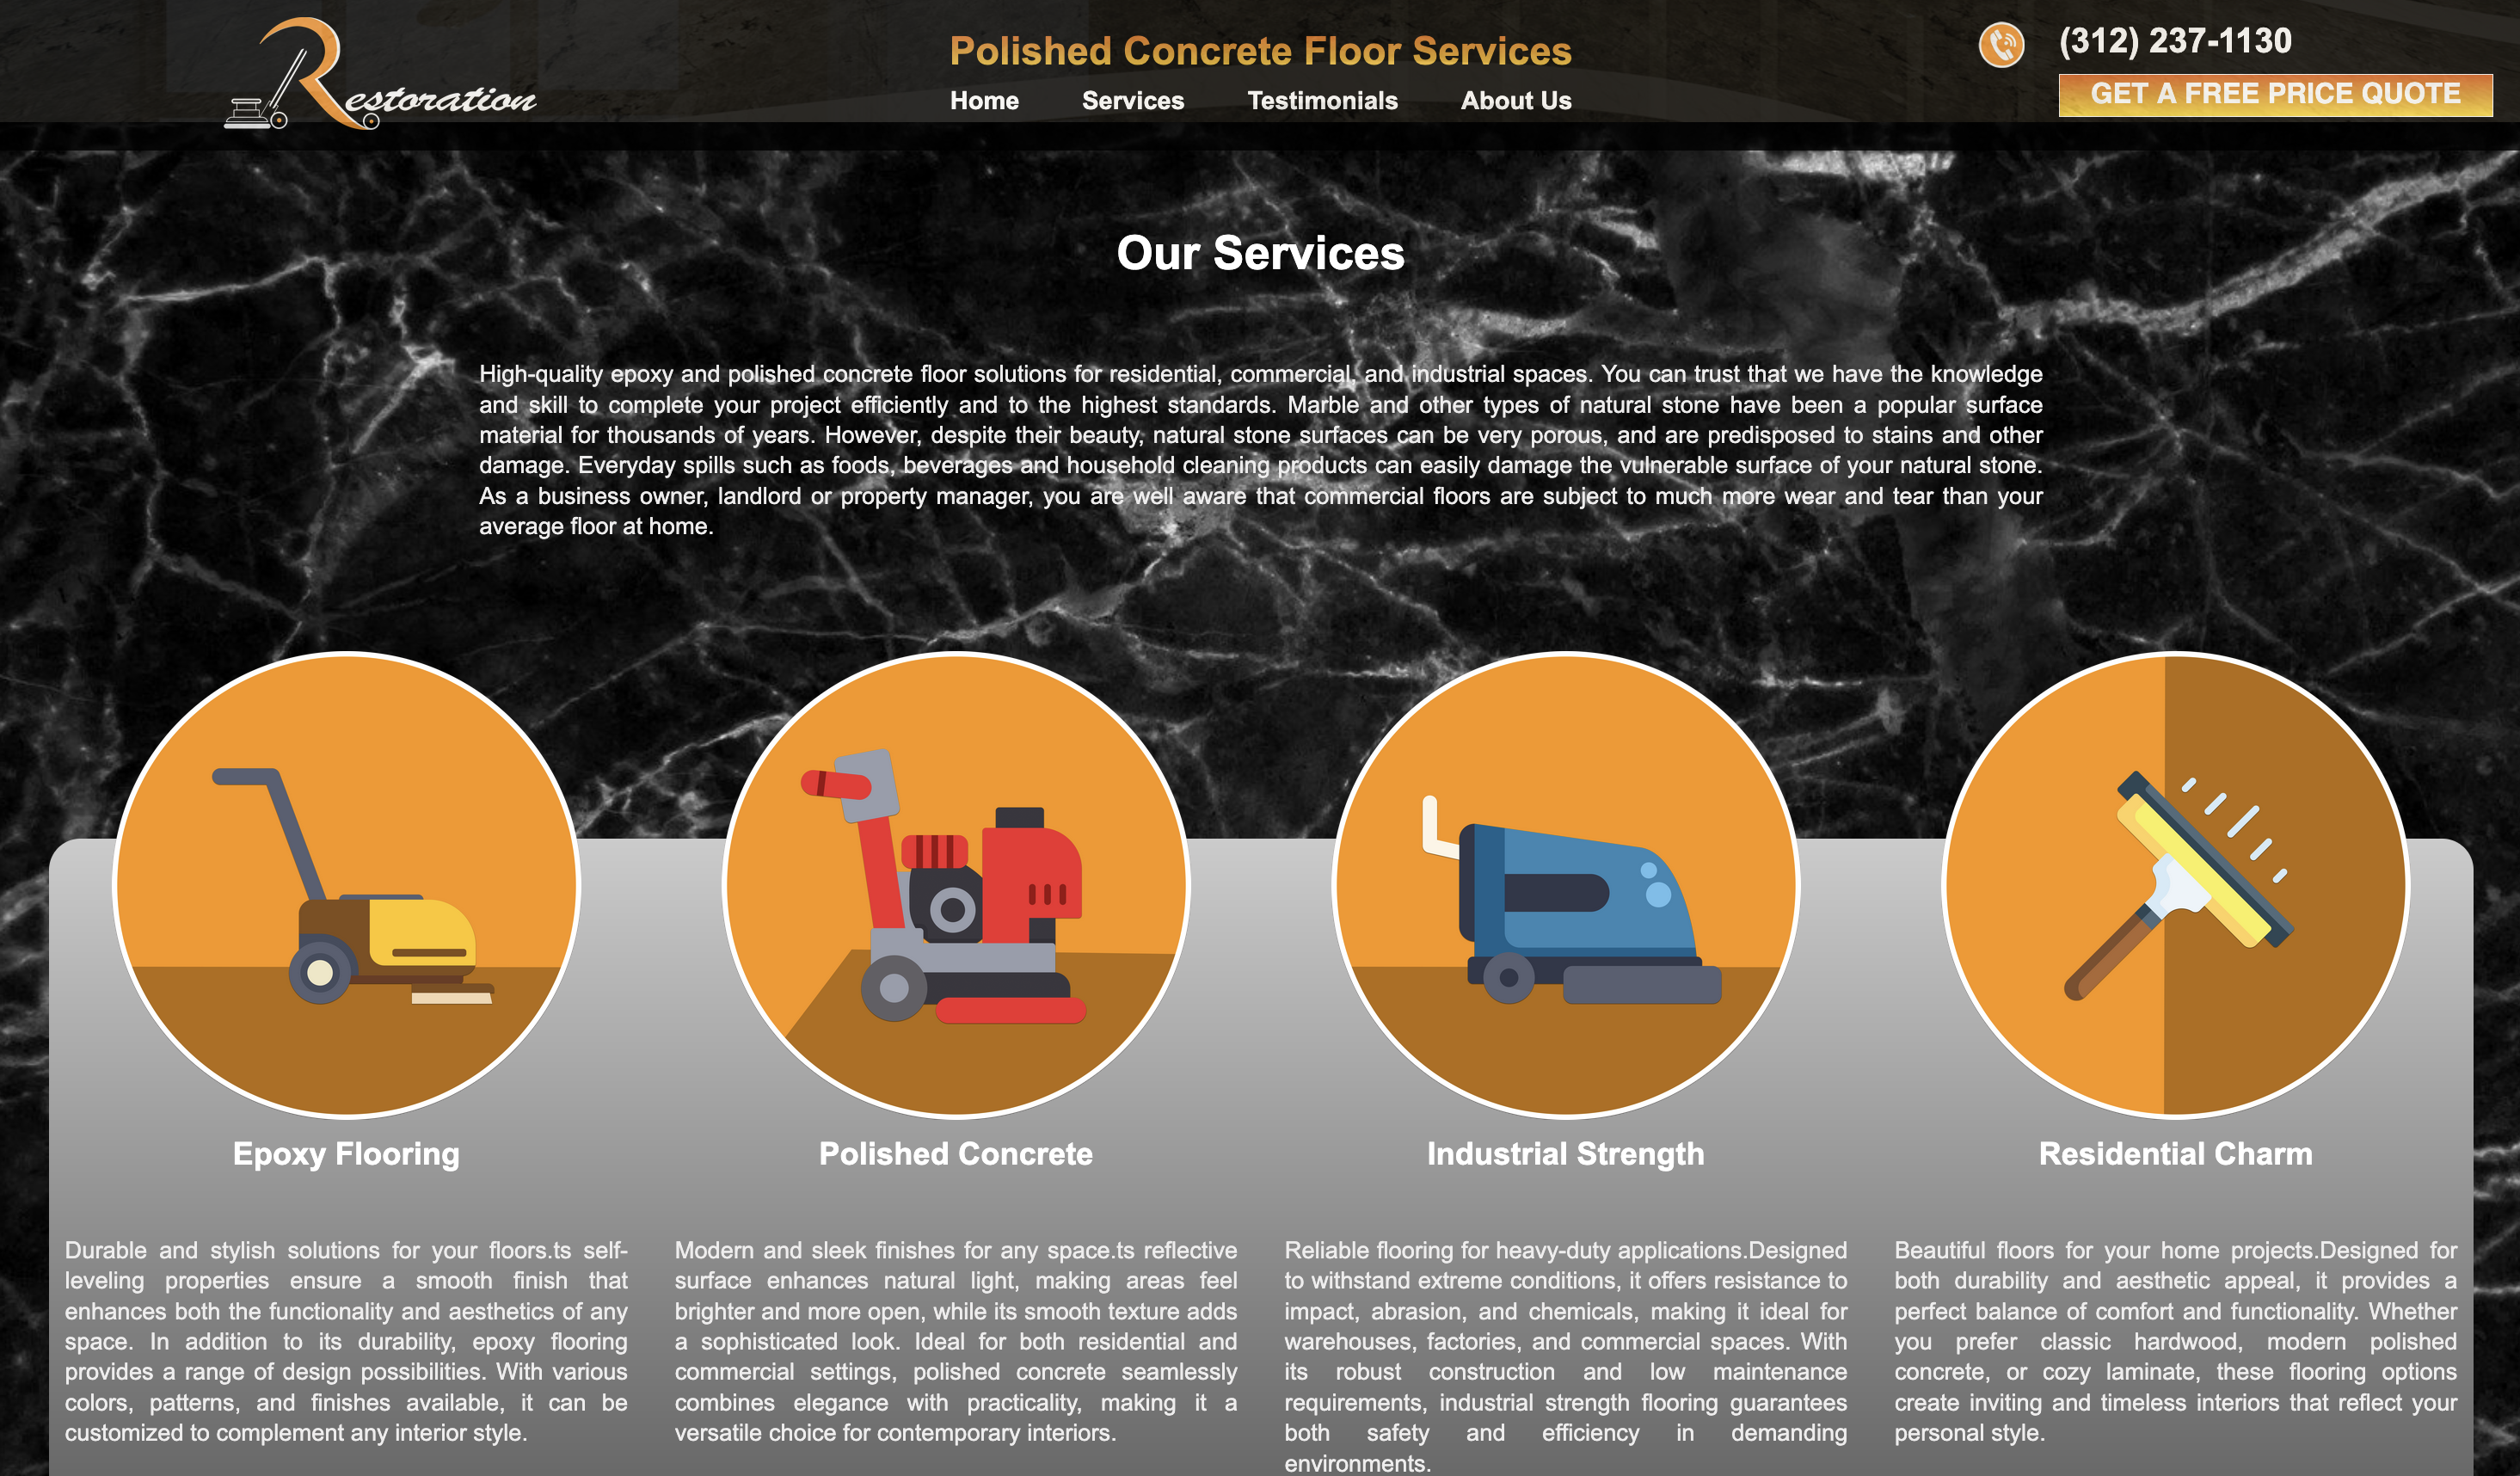 Restoration
Polished Concrete Floor Services
Home Services Testimonials About Us
(312) 237-1130
GET A FREE PRICE QUOTE
Our Services
High-quality epoxy and polished concrete floor solutions for residential, commercial, and industrial spaces. You can trust that we have the knowledge
and skill to complete your project efficiently and to the highest standards. Marble and other types of natural stone have been a popular surface
material for thousands of years. However, despite their beauty, natural stone surfaces can be very porous, and are predisposed to stains and other
damage. Everyday spills such as foods, beverages and household cleaning products can easily damage the vulnerable surface of your natural stone.
As a business owner, landlord or property manager, you are well aware that commercial floors are subject to much more wear and tear than your
average floor at home.
Epoxy Flooring
Durable and stylish solutions for your floors.ts self-
leveling properties ensure a smooth finish that
enhances both the functionality and aesthetics of any
space. In addition to its durability, epoxy flooring
provides a range of design possibilities. With various
colors, patterns, and finishes available, it can be
customized to complement any interior style.
Polished Concrete
Modern and sleek finishes for any space.ts reflective
surface enhances natural light, making areas feel
brighter and more open, while its smooth texture adds
a sophisticated look. Ideal for both residential and
commercial settings, polished concrete seamlessly
combines elegance with practicality, making it a
versatile choice for contemporary interiors.
Industrial Strength
Reliable flooring for heavy-duty applications.Designed
to withstand extreme conditions, it offers resistance to
impact, abrasion, and chemicals, making it ideal for
warehouses, factories, and commercial spaces. With
its robust construction and low maintenance
requirements, industrial strength flooring guarantees
both safety and efficiency in demanding
environments.
Residential Charm
Beautiful floors for your home projects.Designed for
both durability and aesthetic appeal, it provides a
perfect balance of comfort and functionality. Whether
you prefer classic hardwood, modern polished
concrete, or cozy laminate, these flooring options
create inviting and timeless interiors that reflect your
personal style.